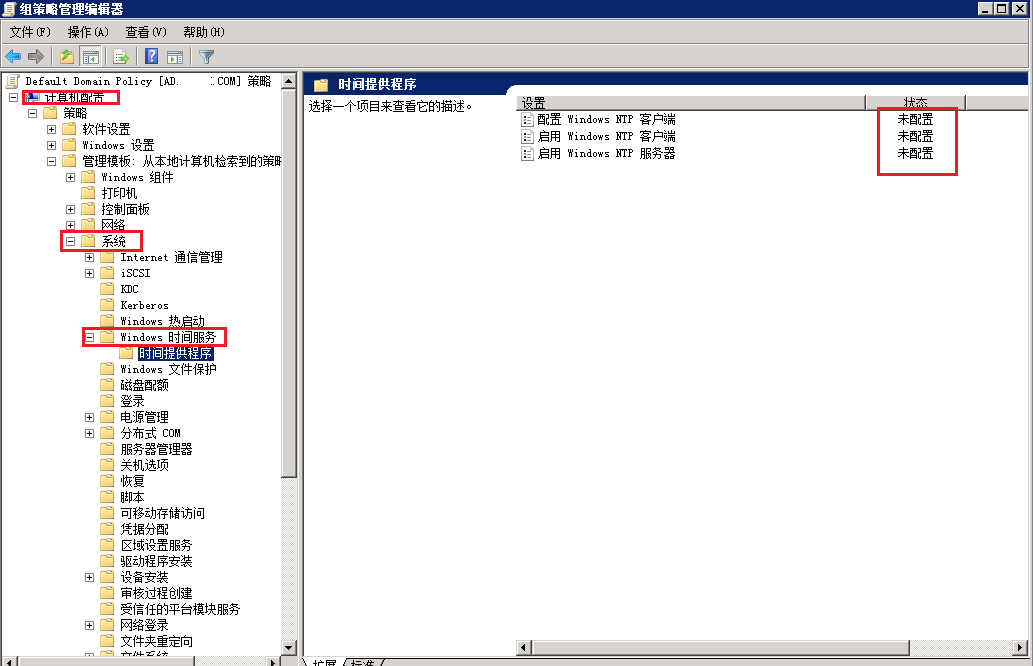 组策略管理编辑器
文件(F) 操作(A) 查看(V) 帮助(H)
Default Domain Policy [AD. .COM] 策略
计算机配置
策略
软件设置
Windows 设置
管理模板: 从本地计算机检索到的策略
Windows 组件
打印机
控制面板
网络
系统
Internet 通信管理
iSCSI
KDC
Kerberos
Windows 热启动
Windows 时间服务
时间提供程序
Windows 文件保护
磁盘配额
登录
电源管理
分布式 COM
服务器管理器
关机选项
恢复
脚本
可移动存储访问
凭据分配
区域设置服务
驱动程序安装
设备安装
审核过程创建
受信任的平台模块服务
网络登录
文件夹重定向
文件系统
时间提供程序
选择一个项目来查看它的描述。
设置 状态
配置 Windows NTP 客户端 未配置
启用 Windows NTP 客户端 未配置
启用 Windows NTP 服务器 未配置
扩展 标准